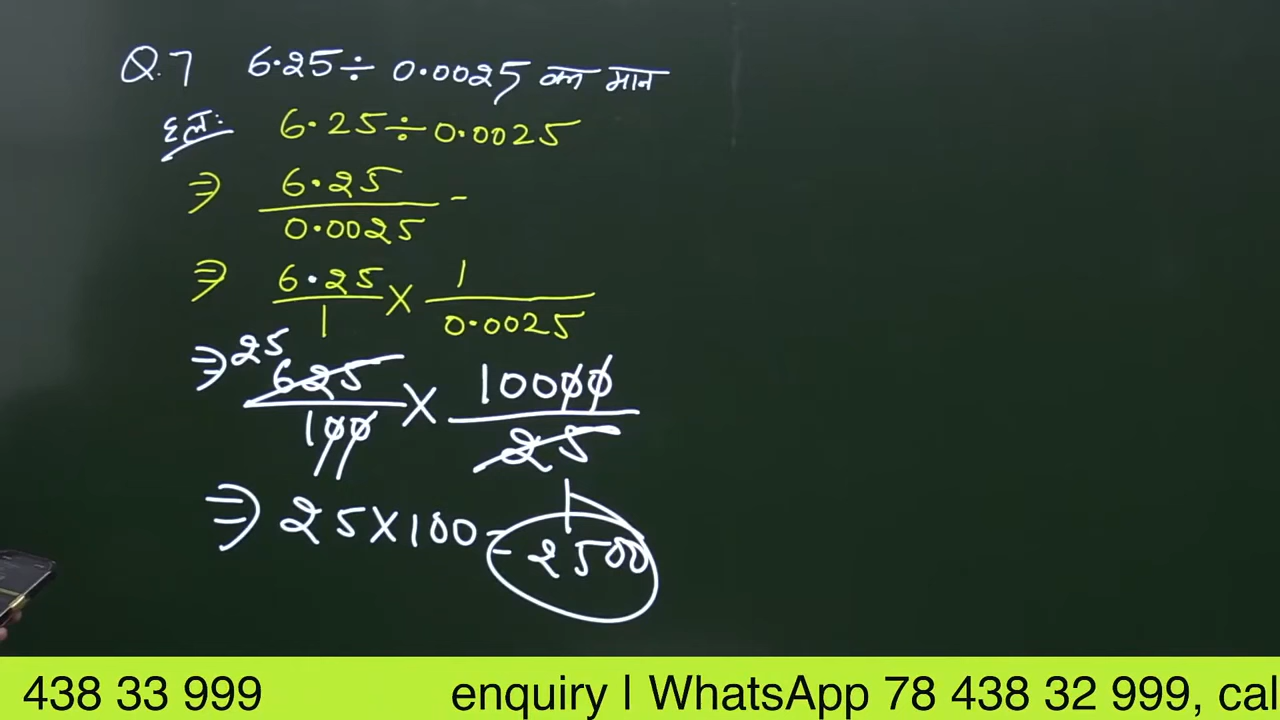 Q.7 6.25÷ 0.0025 का मान
हल: 6.25÷0.0025
⇒ 6.25/0.0025 =
⇒ 6.25/1 × 1/0.0025
⇒ 25 625/100 × 10000/25
⇒ 25×100 = 2500
438 33 999 enquiry | WhatsApp 78 438 32 999, cal